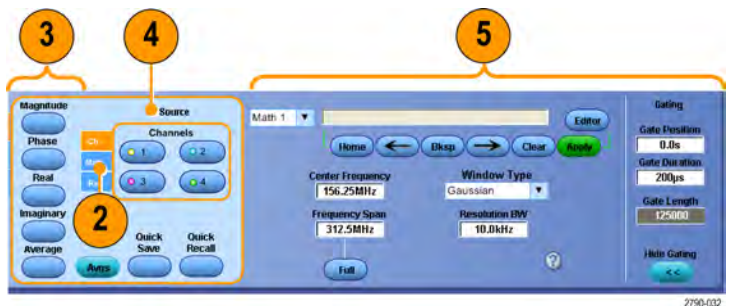 3
4
5
Magnitude
Phase
Real
Imaginary
Average
Source
Channels
1
2
3
4
2
Avgs
Quick Save
Quick Recall
Math 1
Editor
Home
Bksp
Clear
Apply
Center Frequency
156.25MHz
Window Type
Gaussian
Frequency Span
312.5MHz
Resolution BW
10.0kHz
Full
Gating
Gate Position
0.0s
Gate Duration
200µs
Gate Length
125000
Hide Gating
<<
2790-032